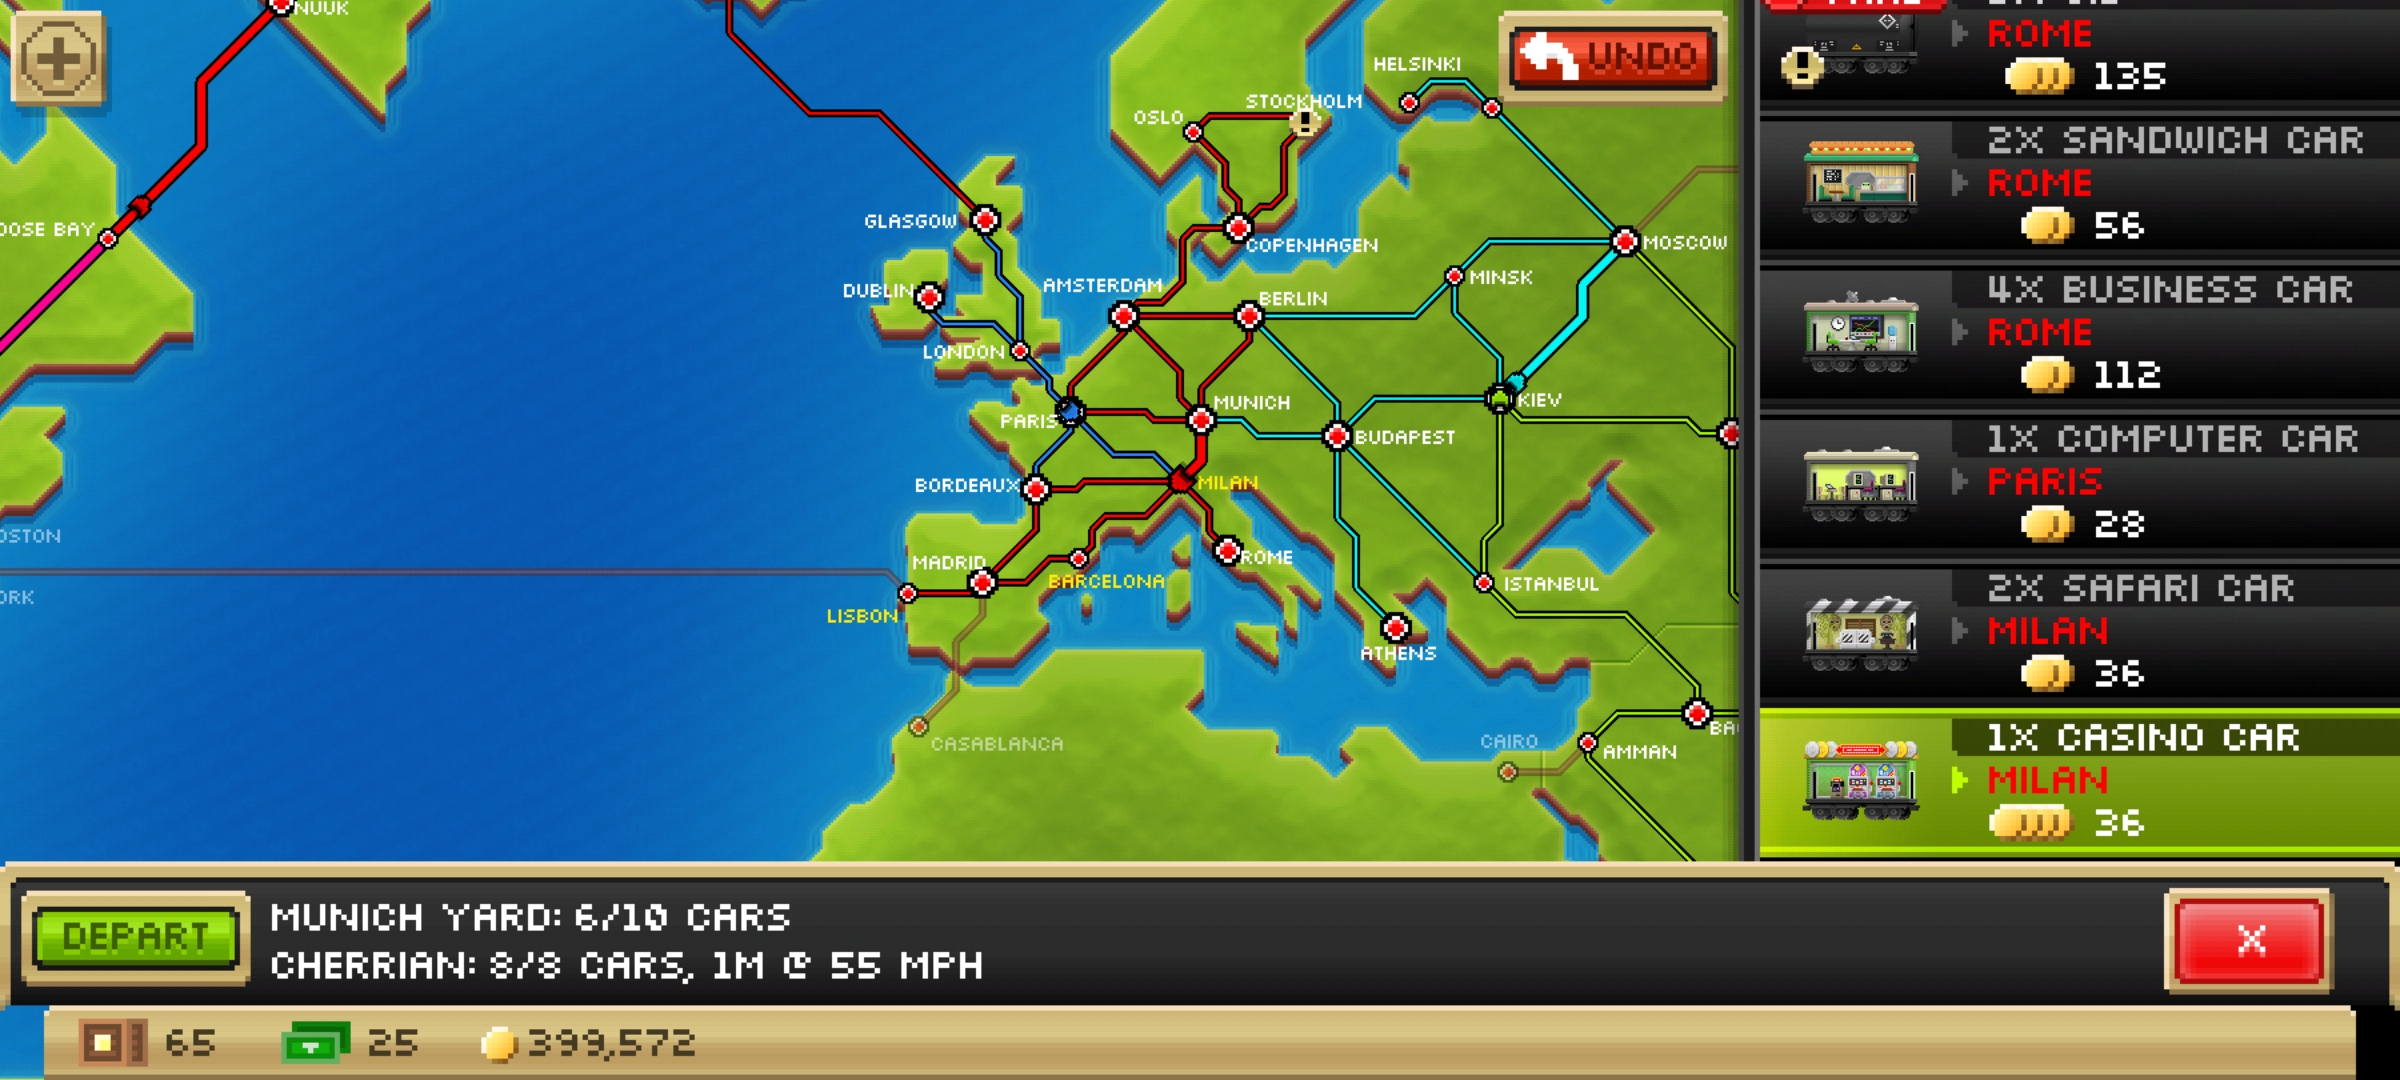 NUUK
UNDO
HELSINKI
STOCKHOLM
OSLO
GLASGOW
COPENHAGEN
MOSCOW
MINSK
DUBLIN
AMSTERDAM
BERLIN
OOSE BAY
LONDON
PARIS
MUNICH
KIEV
BUDAPEST
BORDEAUX
MILAN
OSTON
MADRID
ROME
BARCELONA
ISTANBUL
ORK
LISBON
ATHENS
CASABLANCA
CAIRO
AMMAN
BA
ROME
135
2X SANDWICH CAR
ROME
56
4X BUSINESS CAR
ROME
112
1X COMPUTER CAR
PARIS
28
2X SAFARI CAR
MILAN
36
1X CASINO CAR
MILAN
36
DEPART
MUNICH YARD: 6/10 CARS
CHERRIAN: 8/8 CARS, 1M @ 55 MPH
X
65
25
399,572